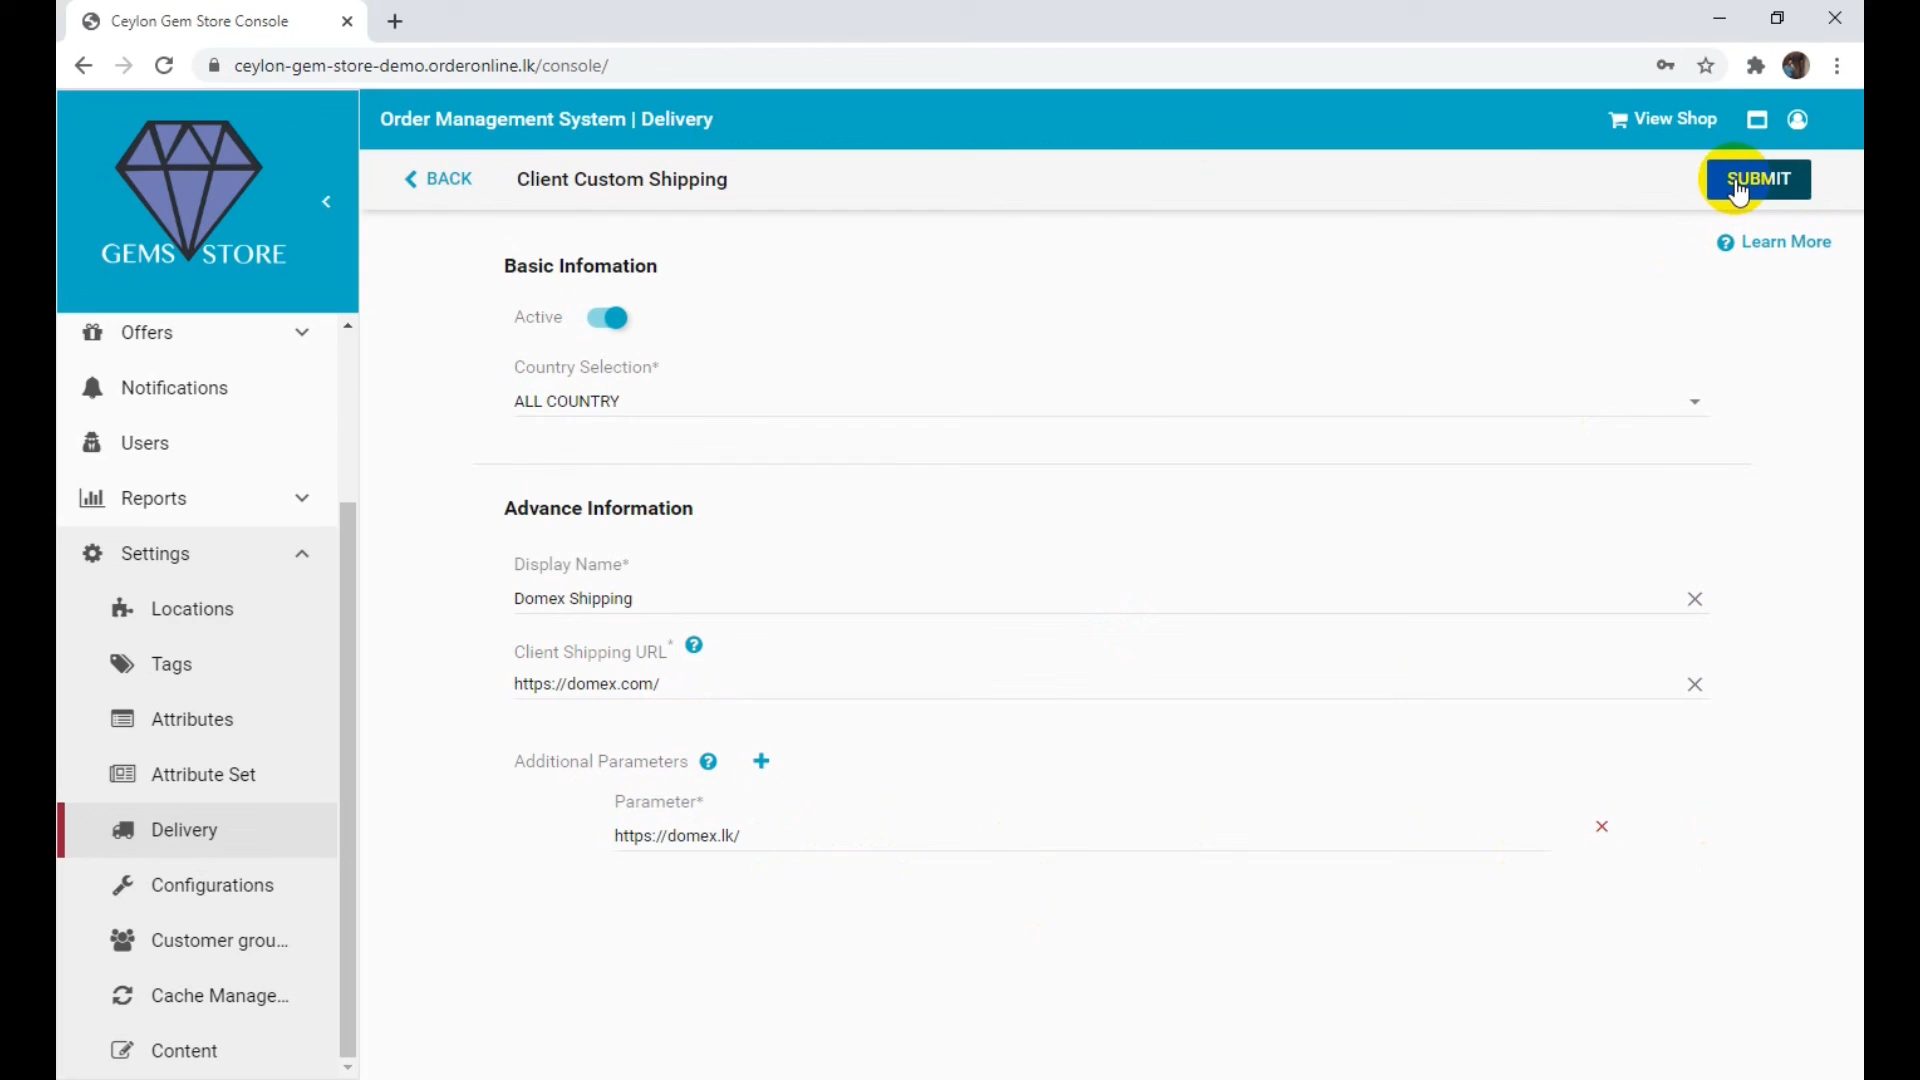 Ceylon Gem Store Console
ceylon-gem-store-demo.orderonline.lk/console/
GEMS STORE
Order Management System | Delivery
View Shop
BACK
Client Custom Shipping
SUBMIT
Learn More
Offers
Notifications
Users
Reports
Settings
Locations
Tags
Attributes
Attribute Set
Delivery
Configurations
Customer grou...
Cache Manage...
Content
Basic Infomation
Active
Country Selection*
ALL COUNTRY
Advance Information
Display Name*
Domex Shipping
Client Shipping URL*
https://domex.com/
Additional Parameters
Parameter*
https://domex.lk/